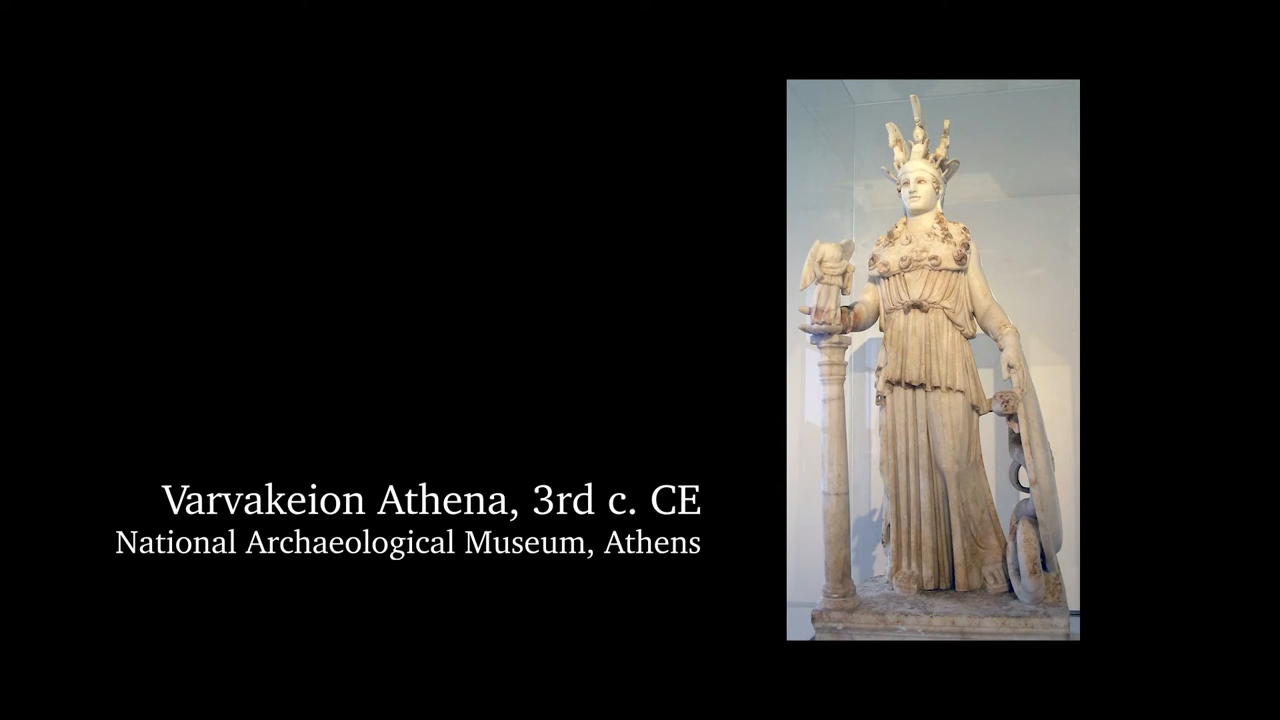 Varvakeion Athena, 3rd c. CE
National Archaeological Museum, Athens